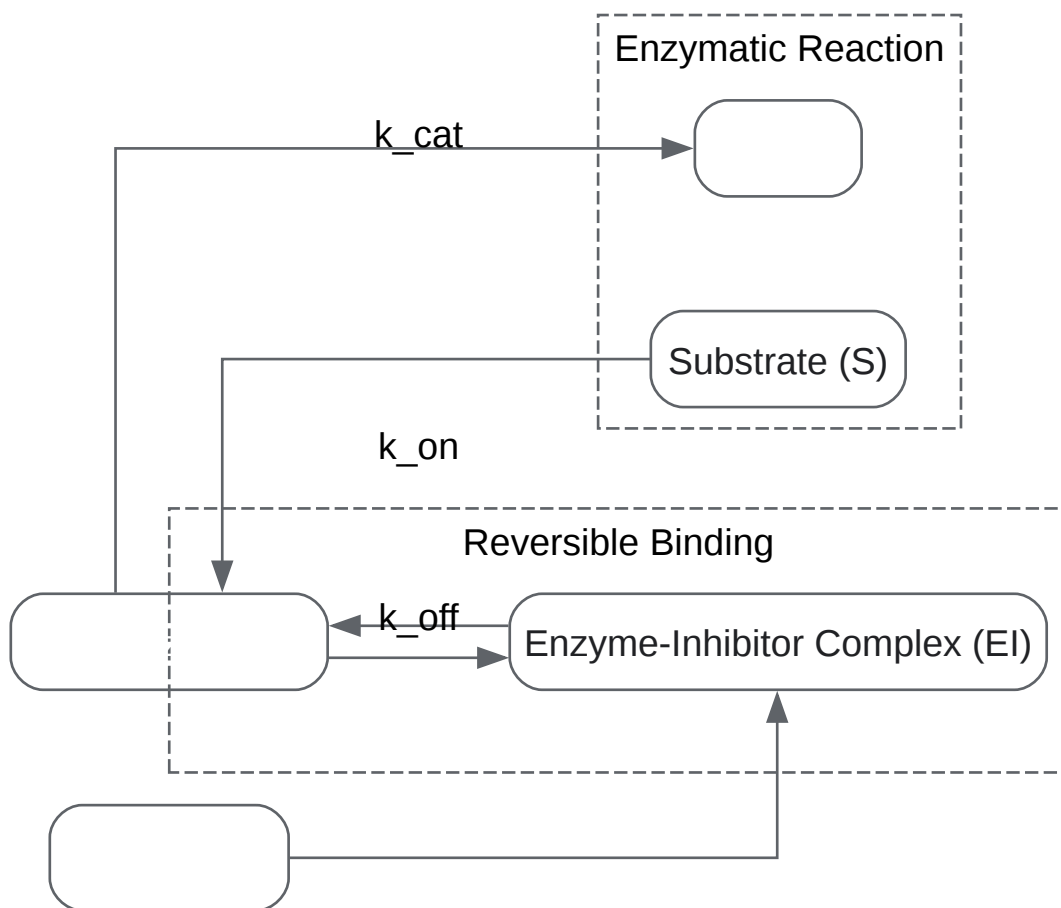 Enzymatic Reaction
k_cat
Substrate (S)
k_on
Reversible Binding
k_off
Enzyme-Inhibitor Complex (EI)